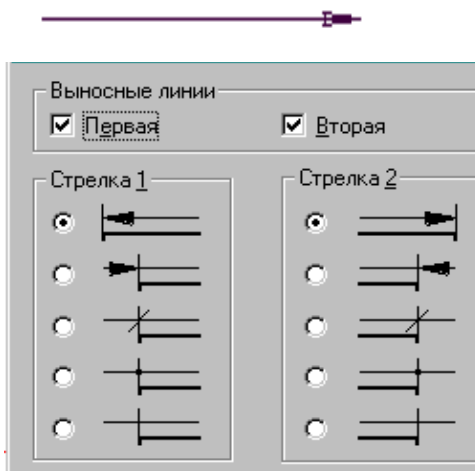 Выносные линии
Первая
Вторая
Стрелка 1
Стрелка 2